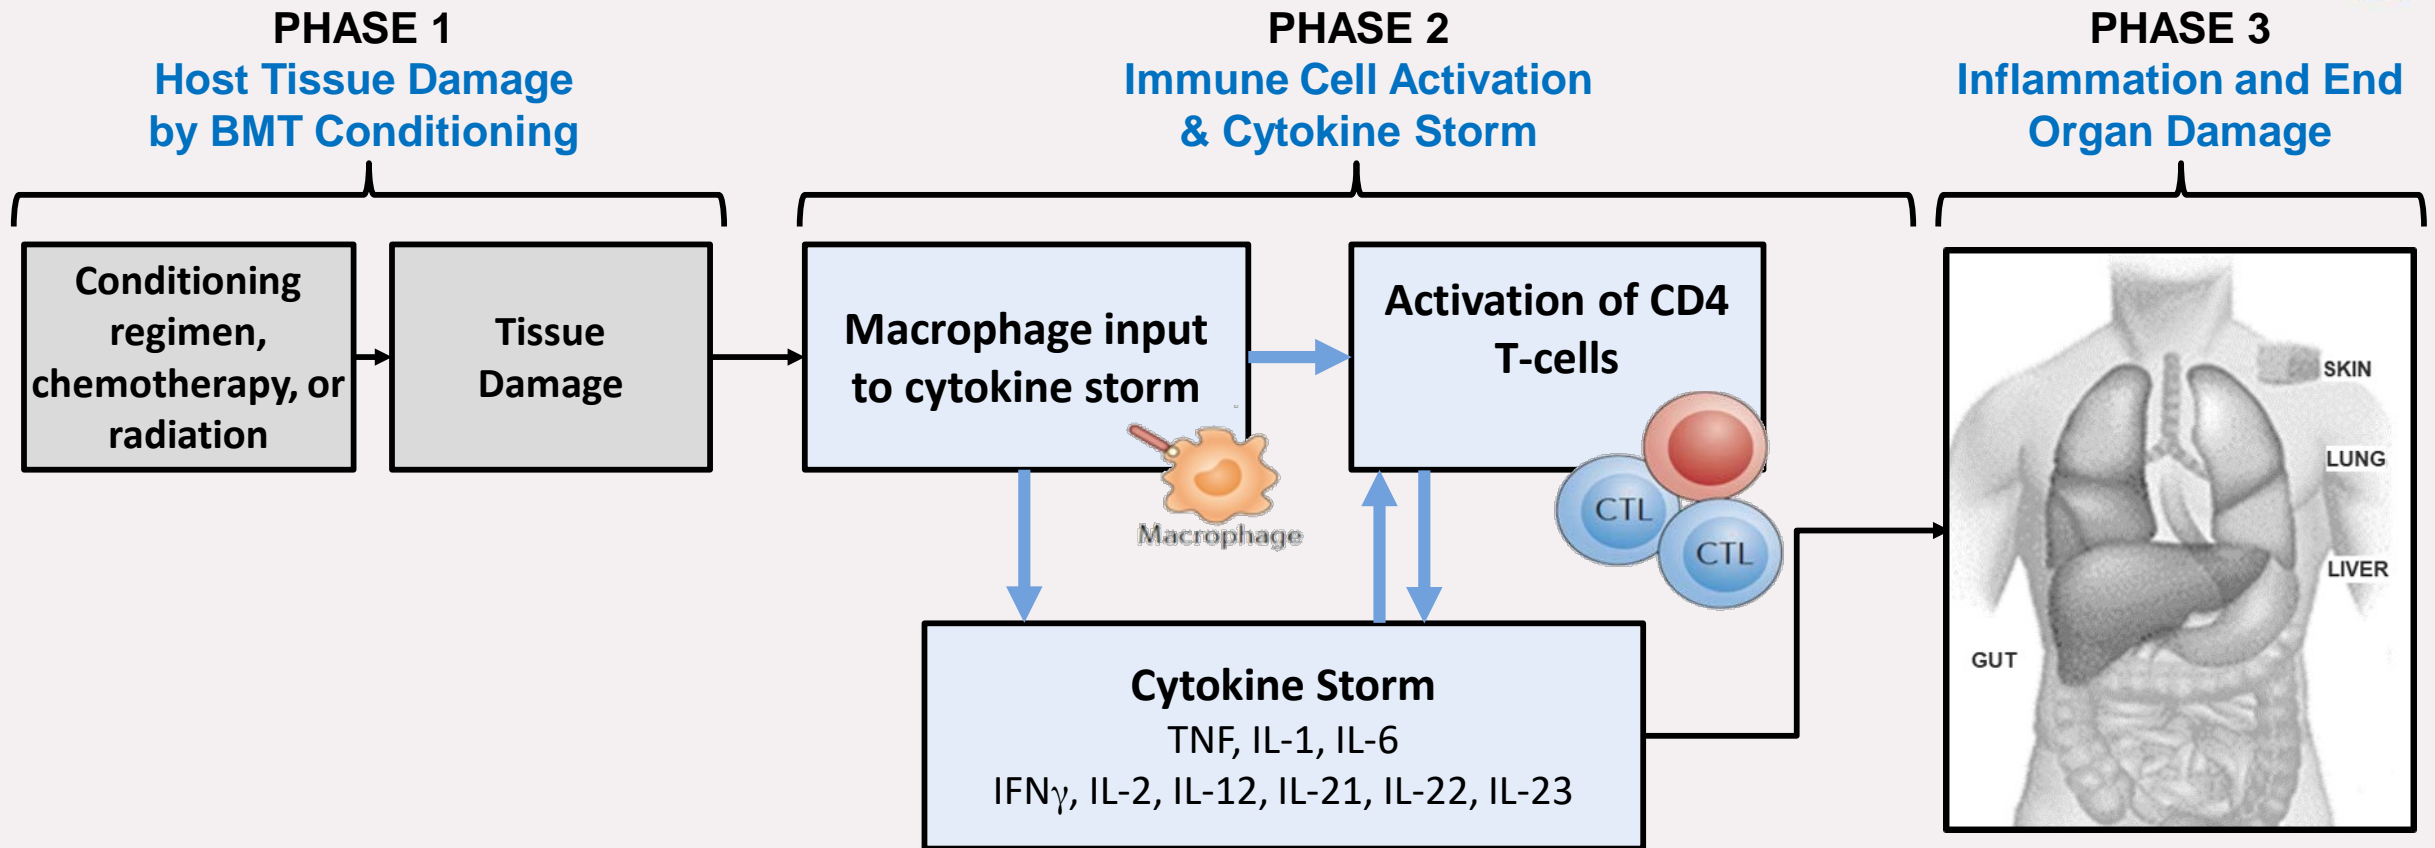 PHASE 1
Host Tissue Damage
by BMT Conditioning
PHASE 2
Immune Cell Activation
& Cytokine Storm
PHASE 3
Inflammation and End
Organ Damage
Conditioning
regimen,
chemotherapy, or
radiation
Tissue
Damage
Macrophage input
to cytokine storm
Macrophage
Activation of CD4
T-cells
CTL
CTL
Cytokine Storm
TNF, IL-1, IL-6
IFNγ, IL-2, IL-12, IL-21, IL-22, IL-23
SKIN
LUNG
LIVER
GUT